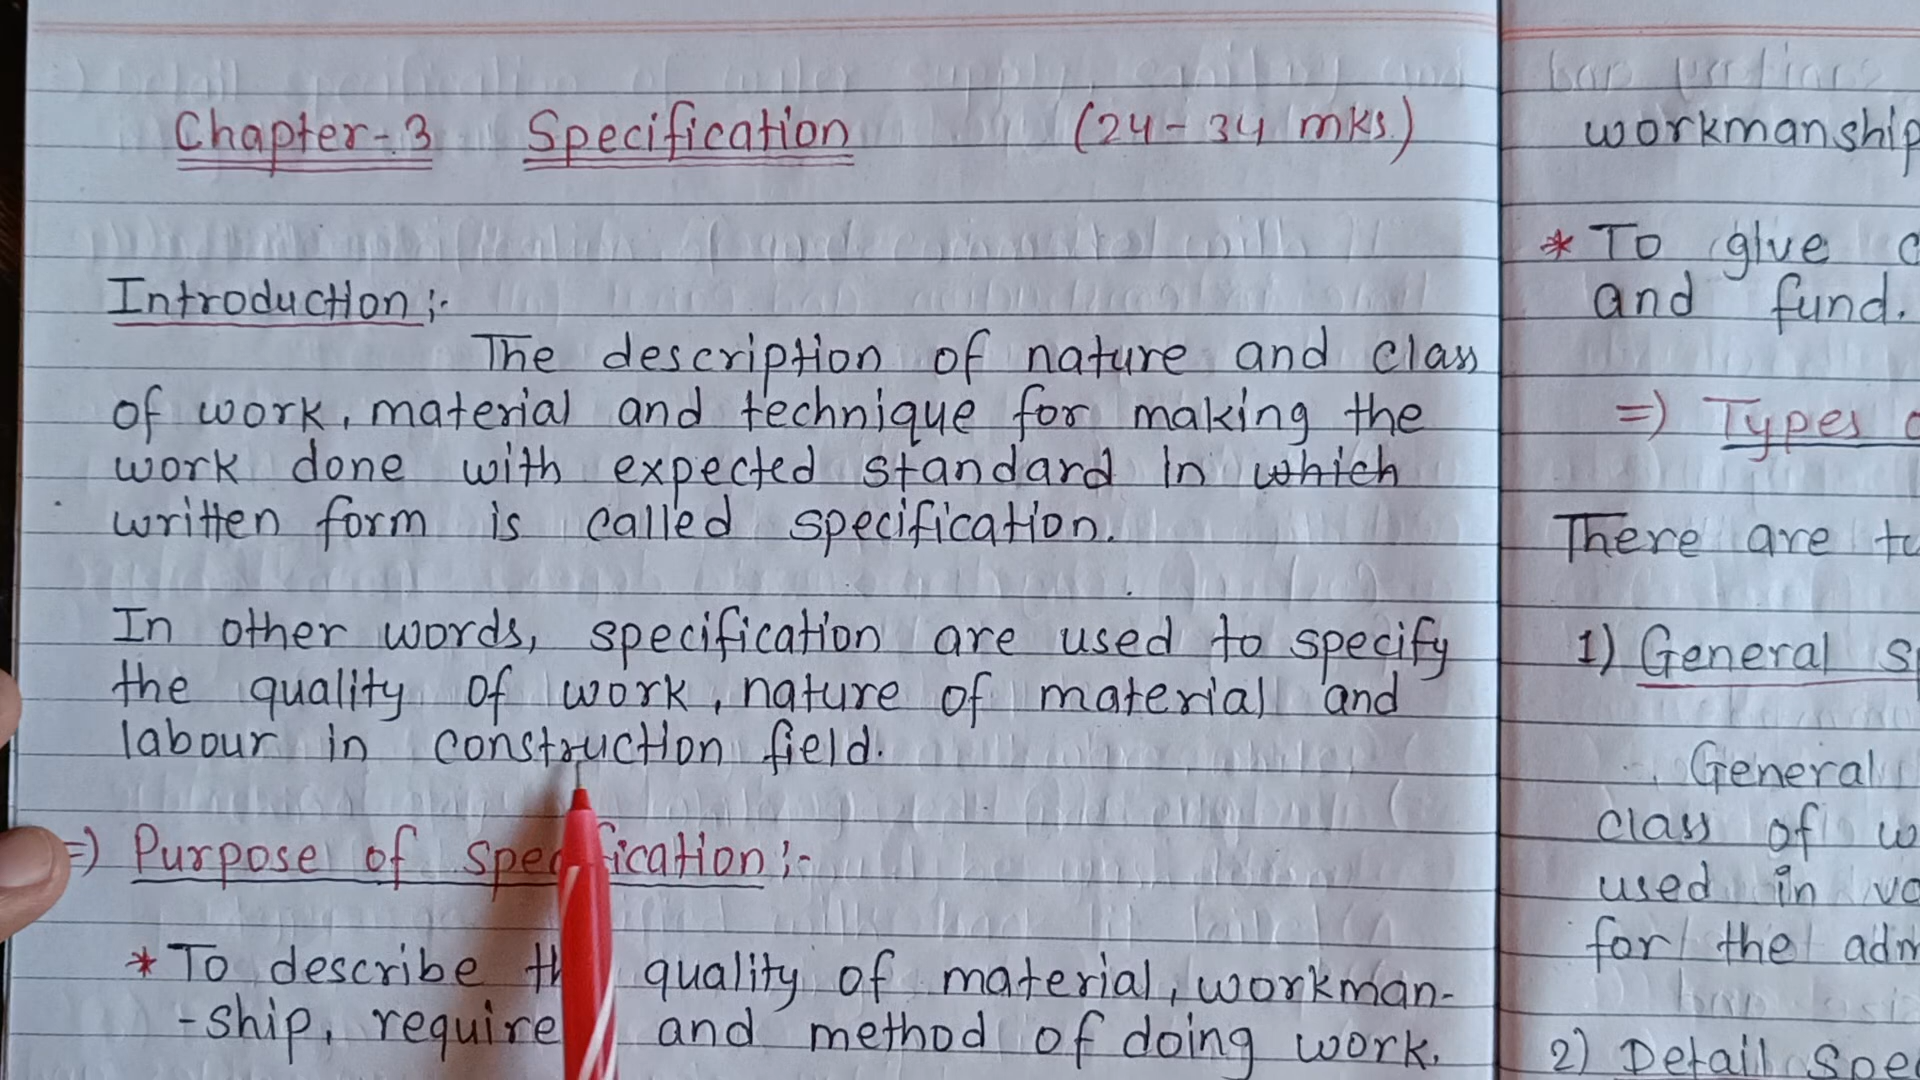 Chapter-3 Specification (24-34 mks.)
Introduction:-
The description of nature and class
of work, material and technique for making the
work done with expected standard in which
written form is called specification.
In other words, specification are used to specify
the quality of work, nature of material and
labour in construction field.
=) Purpose of specification:-
* To describe the quality of material, workman-
-ship, require and method of doing work.
workmanship
* To give
and fund.
=) Types
There are
1) General
General
class of
used in
for the
2) Detail